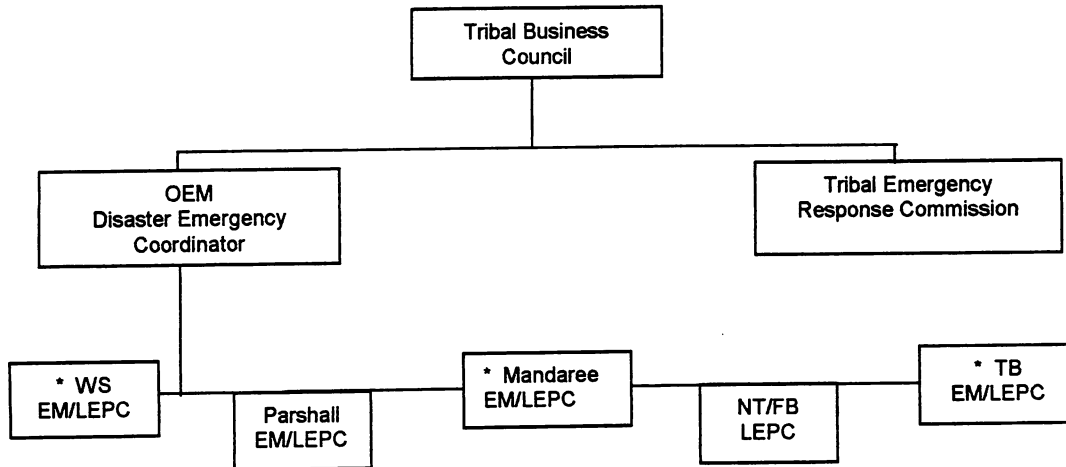 Tribal Business
Council
OEM
Disaster Emergency
Coordinator
Tribal Emergency
Response Commission
* WS
EM/LEPC
Parshall
EM/LEPC
* Mandaree
EM/LEPC
NT/FB
LEPC
* TB
EM/LEPC